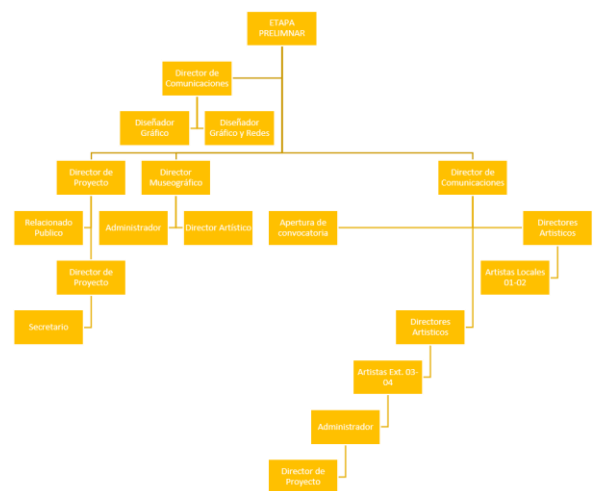 ETAPA
PRELIMNAR
Director de
Comunicaciones
Diseñador
Gráfico
Diseñador
Gráfico y Redes
Director de
Proyecto
Director
Museográfico
Director de
Comunicaciones
Relacionado
Publico
Administrador
Director Artístico
Apertura de
convocatoria
Directores
Artisticos
Director de
Proyecto
Artistas Locales
01-02
Secretario
Directores
Artisticos
Artistas Ext. 03-
04
Administrador
Director de
Proyecto